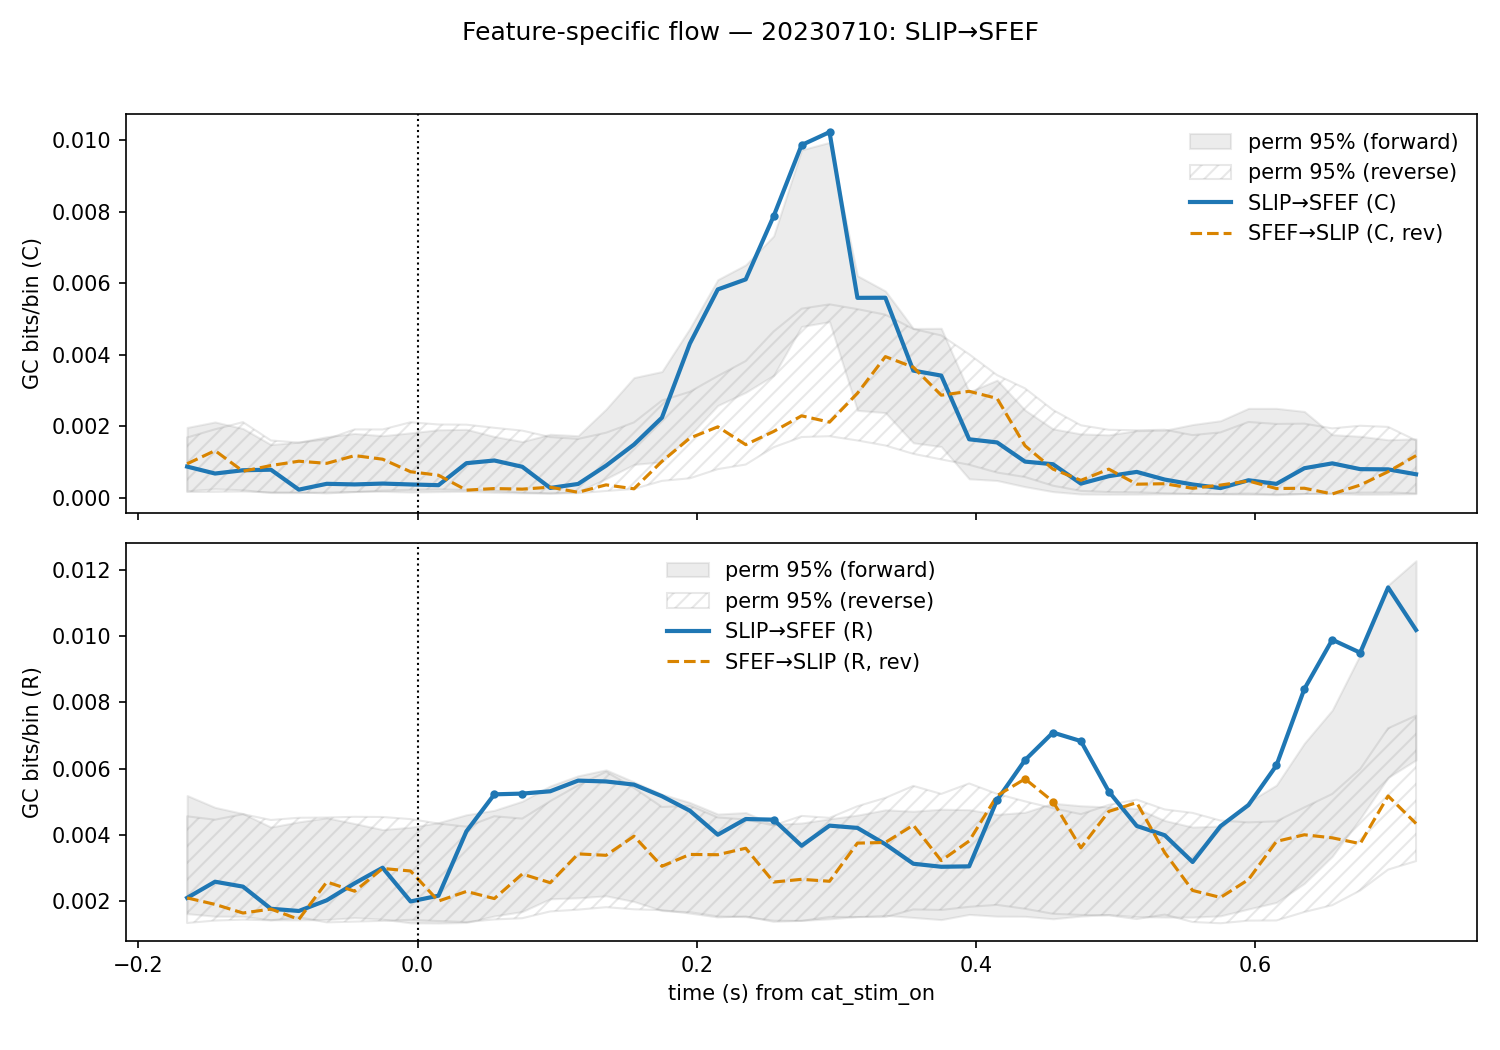 Feature-specific flow — 20230710: SLIP→SFEF
GC bits/bin (C)
0.010
0.008
0.006
0.004
0.002
0.000
perm 95% (forward)
perm 95% (reverse)
SLIP→SFEF (C)
SFEF→SLIP (C, rev)
GC bits/bin (R)
0.012
0.010
0.008
0.006
0.004
0.002
perm 95% (forward)
perm 95% (reverse)
SLIP→SFEF (R)
SFEF→SLIP (R, rev)
−0.2 0.0 0.2 0.4 0.6
time (s) from cat_stim_on